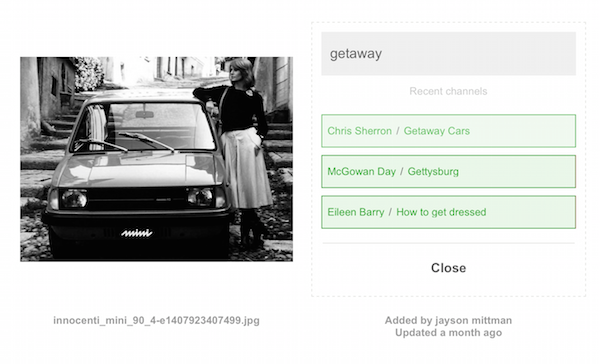 getaway
Recent channels
Chris Sherron / Getaway Cars
McGowan Day / Gettysburg
Eileen Barry / How to get dressed
Close
mini
innocenti_mini_90_4-e1407923407499.jpg
Added by jayson mittman
Updated a month ago